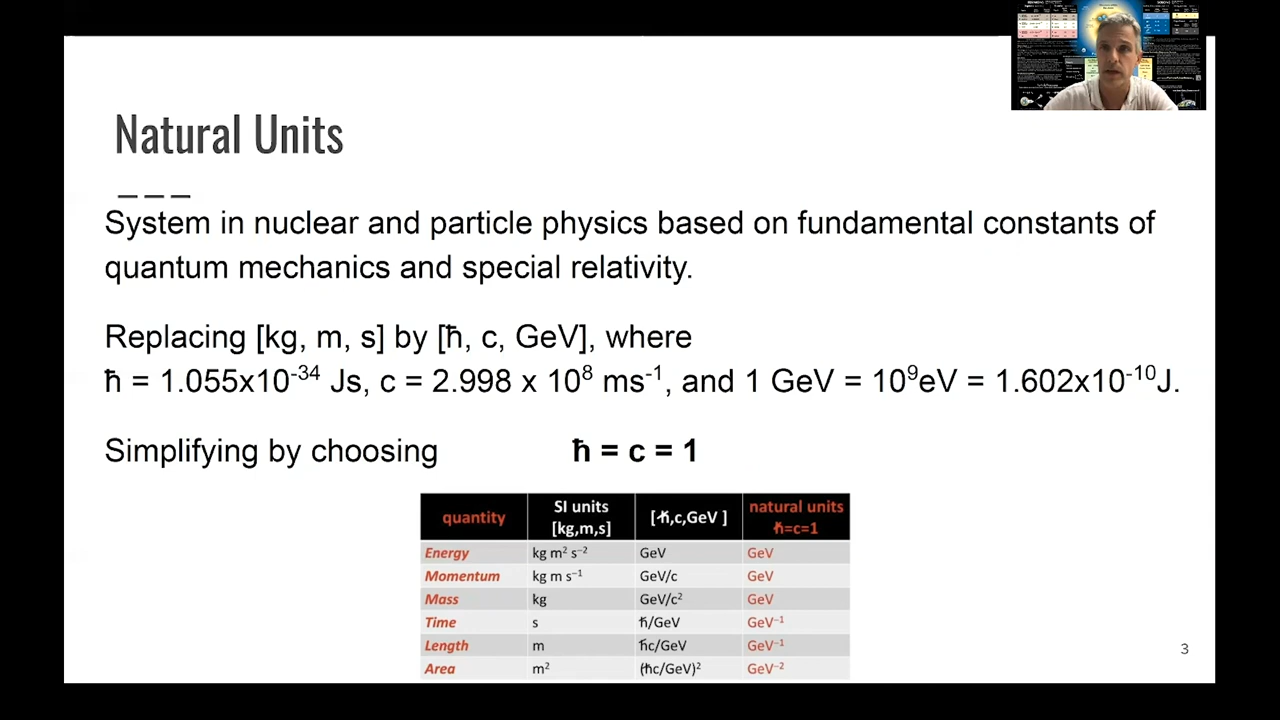 Natural Units
System in nuclear and particle physics based on fundamental constants of
quantum mechanics and special relativity.
Replacing [kg, m, s] by [ħ, c, GeV], where
ħ = 1.055x10⁻³⁴ Js, c = 2.998 x 10⁸ ms⁻¹, and 1 GeV = 10⁹eV = 1.602x10⁻¹⁰J.
Simplifying by choosing ħ = c = 1
quantity SI units [kg,m,s] [ħ,c,GeV ] natural units ħ=c=1
Energy kg m² s⁻² GeV GeV
Momentum kg m s⁻¹ GeV/c GeV
Mass kg GeV/c² GeV
Time s ħ/GeV GeV⁻¹
Length m ħc/GeV GeV⁻¹
Area m² (ħc/GeV)² GeV⁻²
3